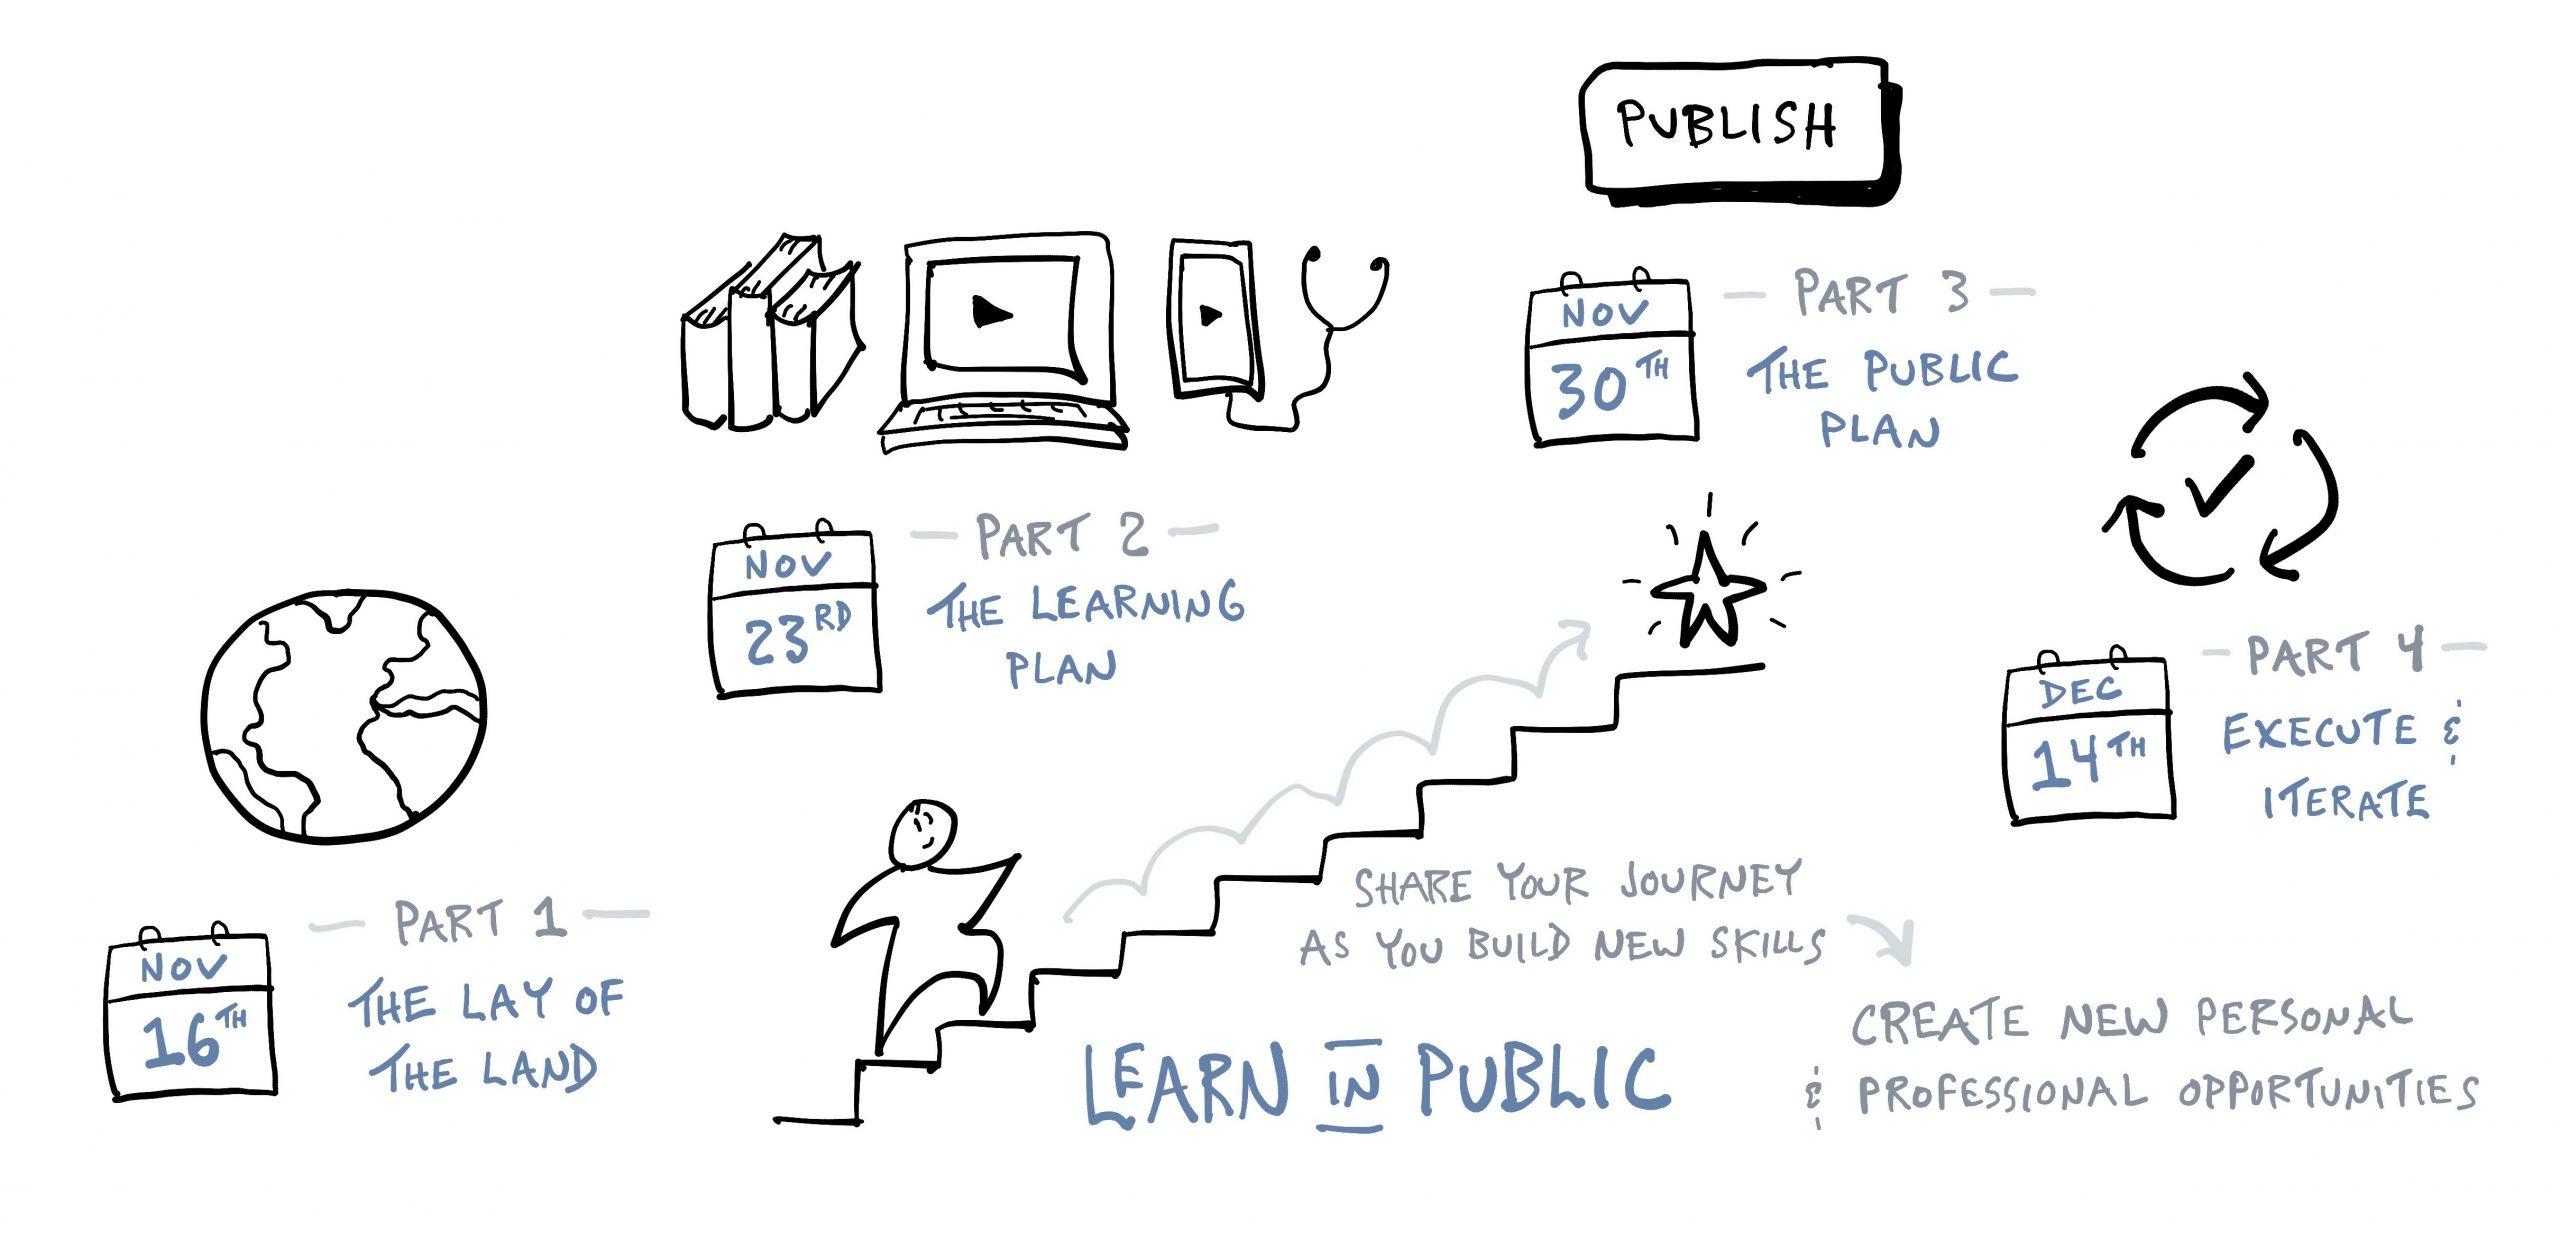 PUBLISH
NOV
16TH
— PART 1 —
THE LAY OF
THE LAND
NOV
23RD
— PART 2 —
THE LEARNING
PLAN
NOV
30TH
— PART 3 —
THE PUBLIC
PLAN
DEC
14TH
— PART 4 —
EXECUTE &
ITERATE
SHARE YOUR JOURNEY
AS YOU BUILD NEW SKILLS
LEARN IN PUBLIC
CREATE NEW PERSONAL
& PROFESSIONAL OPPORTUNITIES